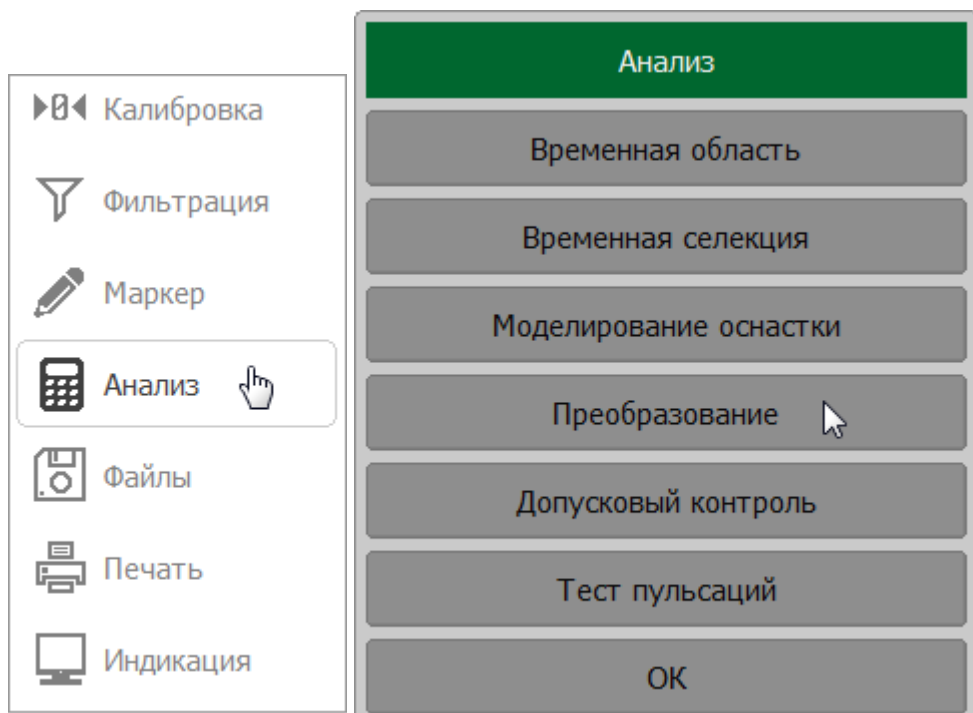 Калибровка
Фильтрация
Маркер
Анализ
Файлы
Печать
Индикация
Анализ
Временная область
Временная селекция
Моделирование оснастки
Преобразование
Допусковый контроль
Тест пульсаций
ОК